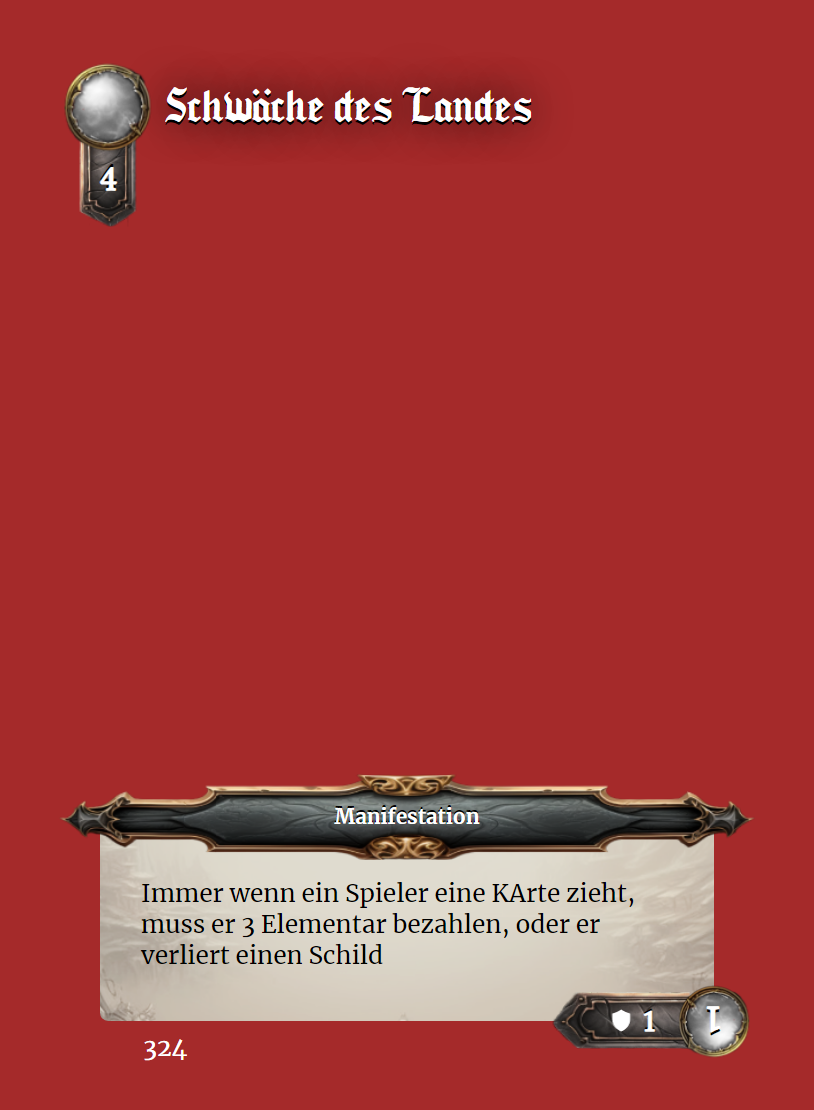 Schwäche des Landes
4
Manifestation
Immer wenn ein Spieler eine KArte zieht,
muss er 3 Elementar bezahlen, oder er
verliert einen Schild
1
1
324